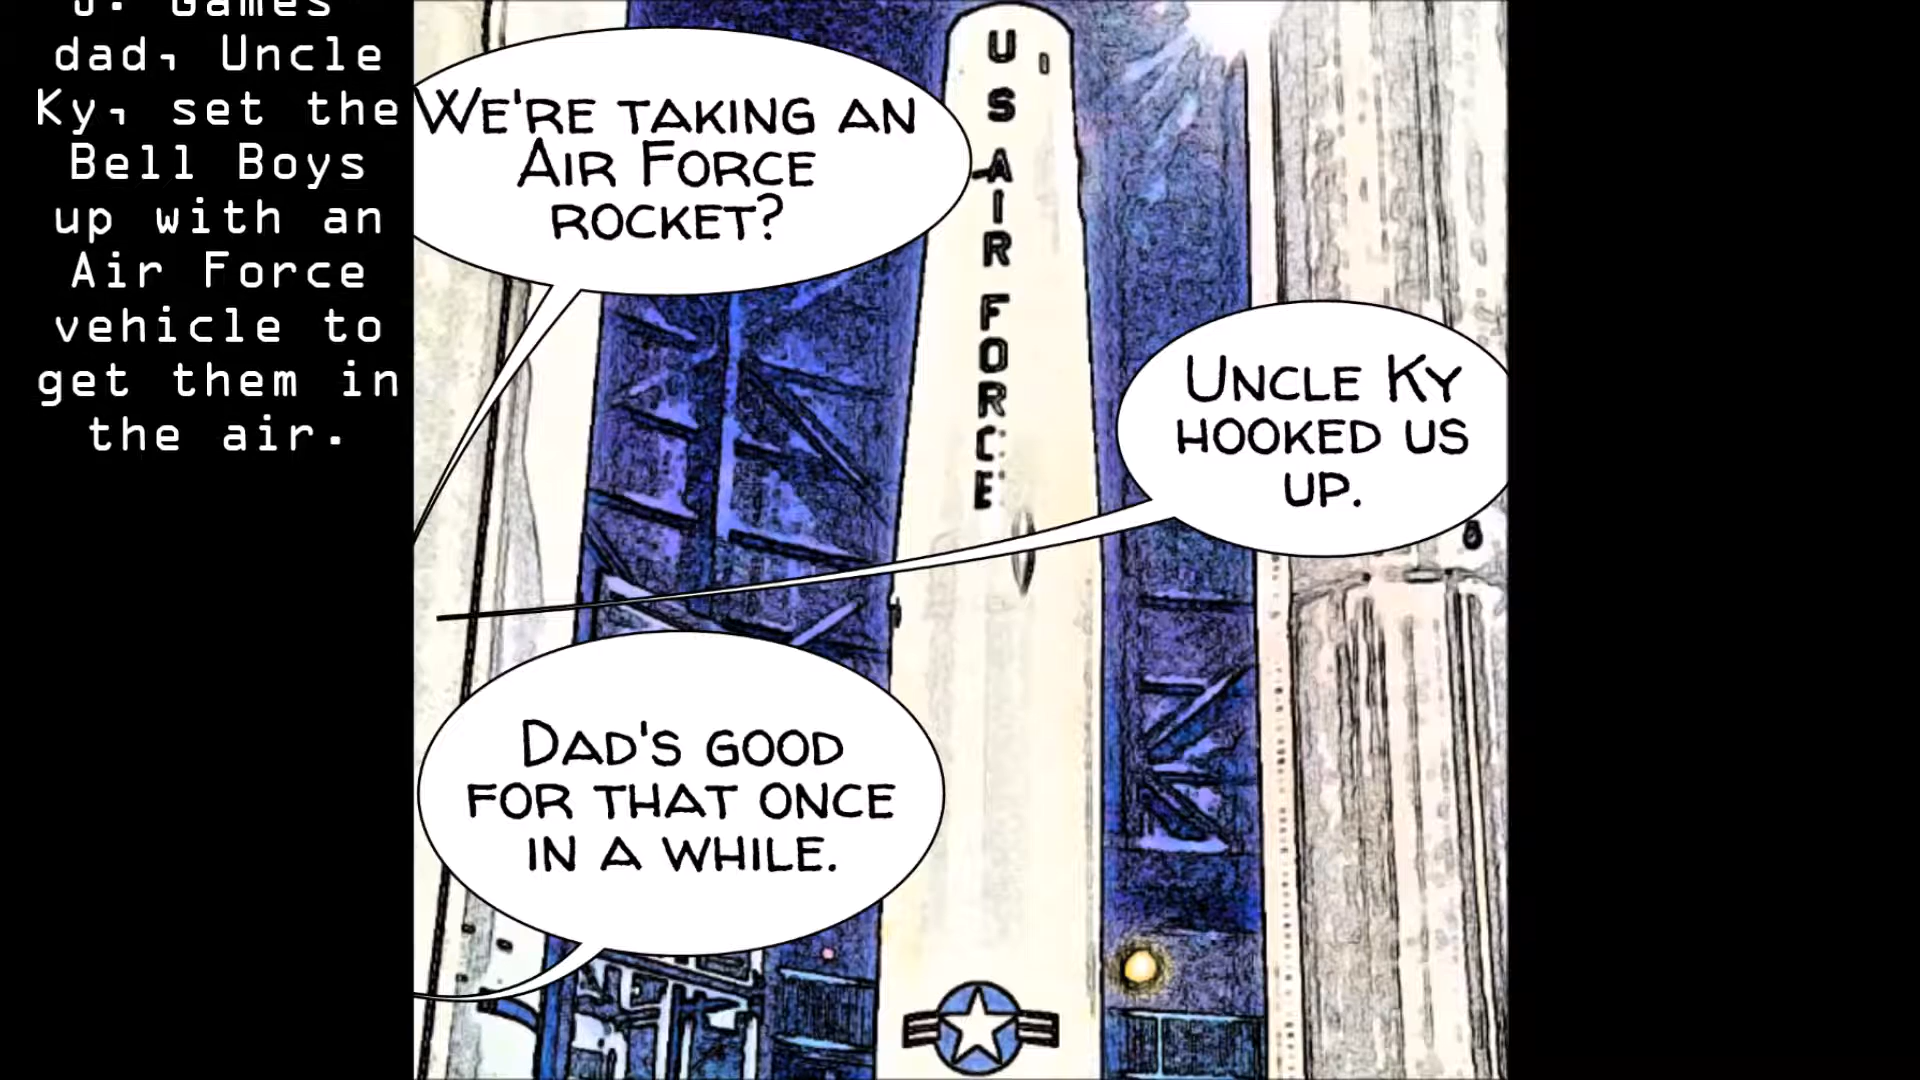 J. Games'
dad, Uncle
Ky, set the
Bell Boys
up with an
Air Force
vehicle to
get them in
the air.
WE'RE TAKING AN
AIR FORCE
ROCKET?
U S AIR FORCE
UNCLE KY
HOOKED US
UP.
DAD'S GOOD
FOR THAT ONCE
IN A WHILE.